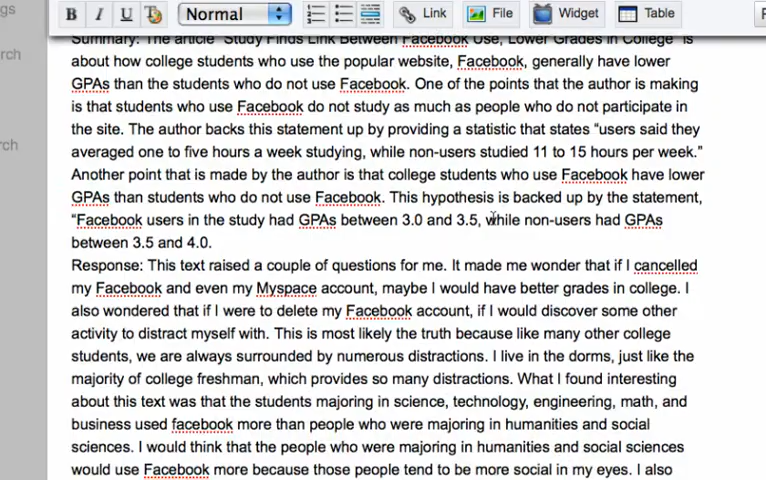 gs
B I U Normal Link File Widget Table
Summary: The article "Study Finds Link Between Facebook Use, Lower Grades in College" is
rch
about how college students who use the popular website, Facebook, generally have lower
GPAs than the students who do not use Facebook. One of the points that the author is making
is that students who use Facebook do not study as much as people who do not participate in
the site. The author backs this statement up by providing a statistic that states “users said they
rch
averaged one to five hours a week studying, while non-users studied 11 to 15 hours per week.”
Another point that is made by the author is that college students who use Facebook have lower
GPAs than students who do not use Facebook. This hypothesis is backed up by the statement,
“Facebook users in the study had GPAs between 3.0 and 3.5, while non-users had GPAs
between 3.5 and 4.0.
Response: This text raised a couple of questions for me. It made me wonder that if I cancelled
my Facebook and even my Myspace account, maybe I would have better grades in college. I
also wondered that if I were to delete my Facebook account, if I would discover some other
activity to distract myself with. This is most likely the truth because like many other college
students, we are always surrounded by numerous distractions. I live in the dorms, just like the
majority of college freshman, which provides so many distractions. What I found interesting
about this text was that the students majoring in science, technology, engineering, math, and
business used facebook more than people who were majoring in humanities and social
sciences. I would think that the people who were majoring in humanities and social sciences
would use Facebook more because those people tend to be more social in my eyes. I also